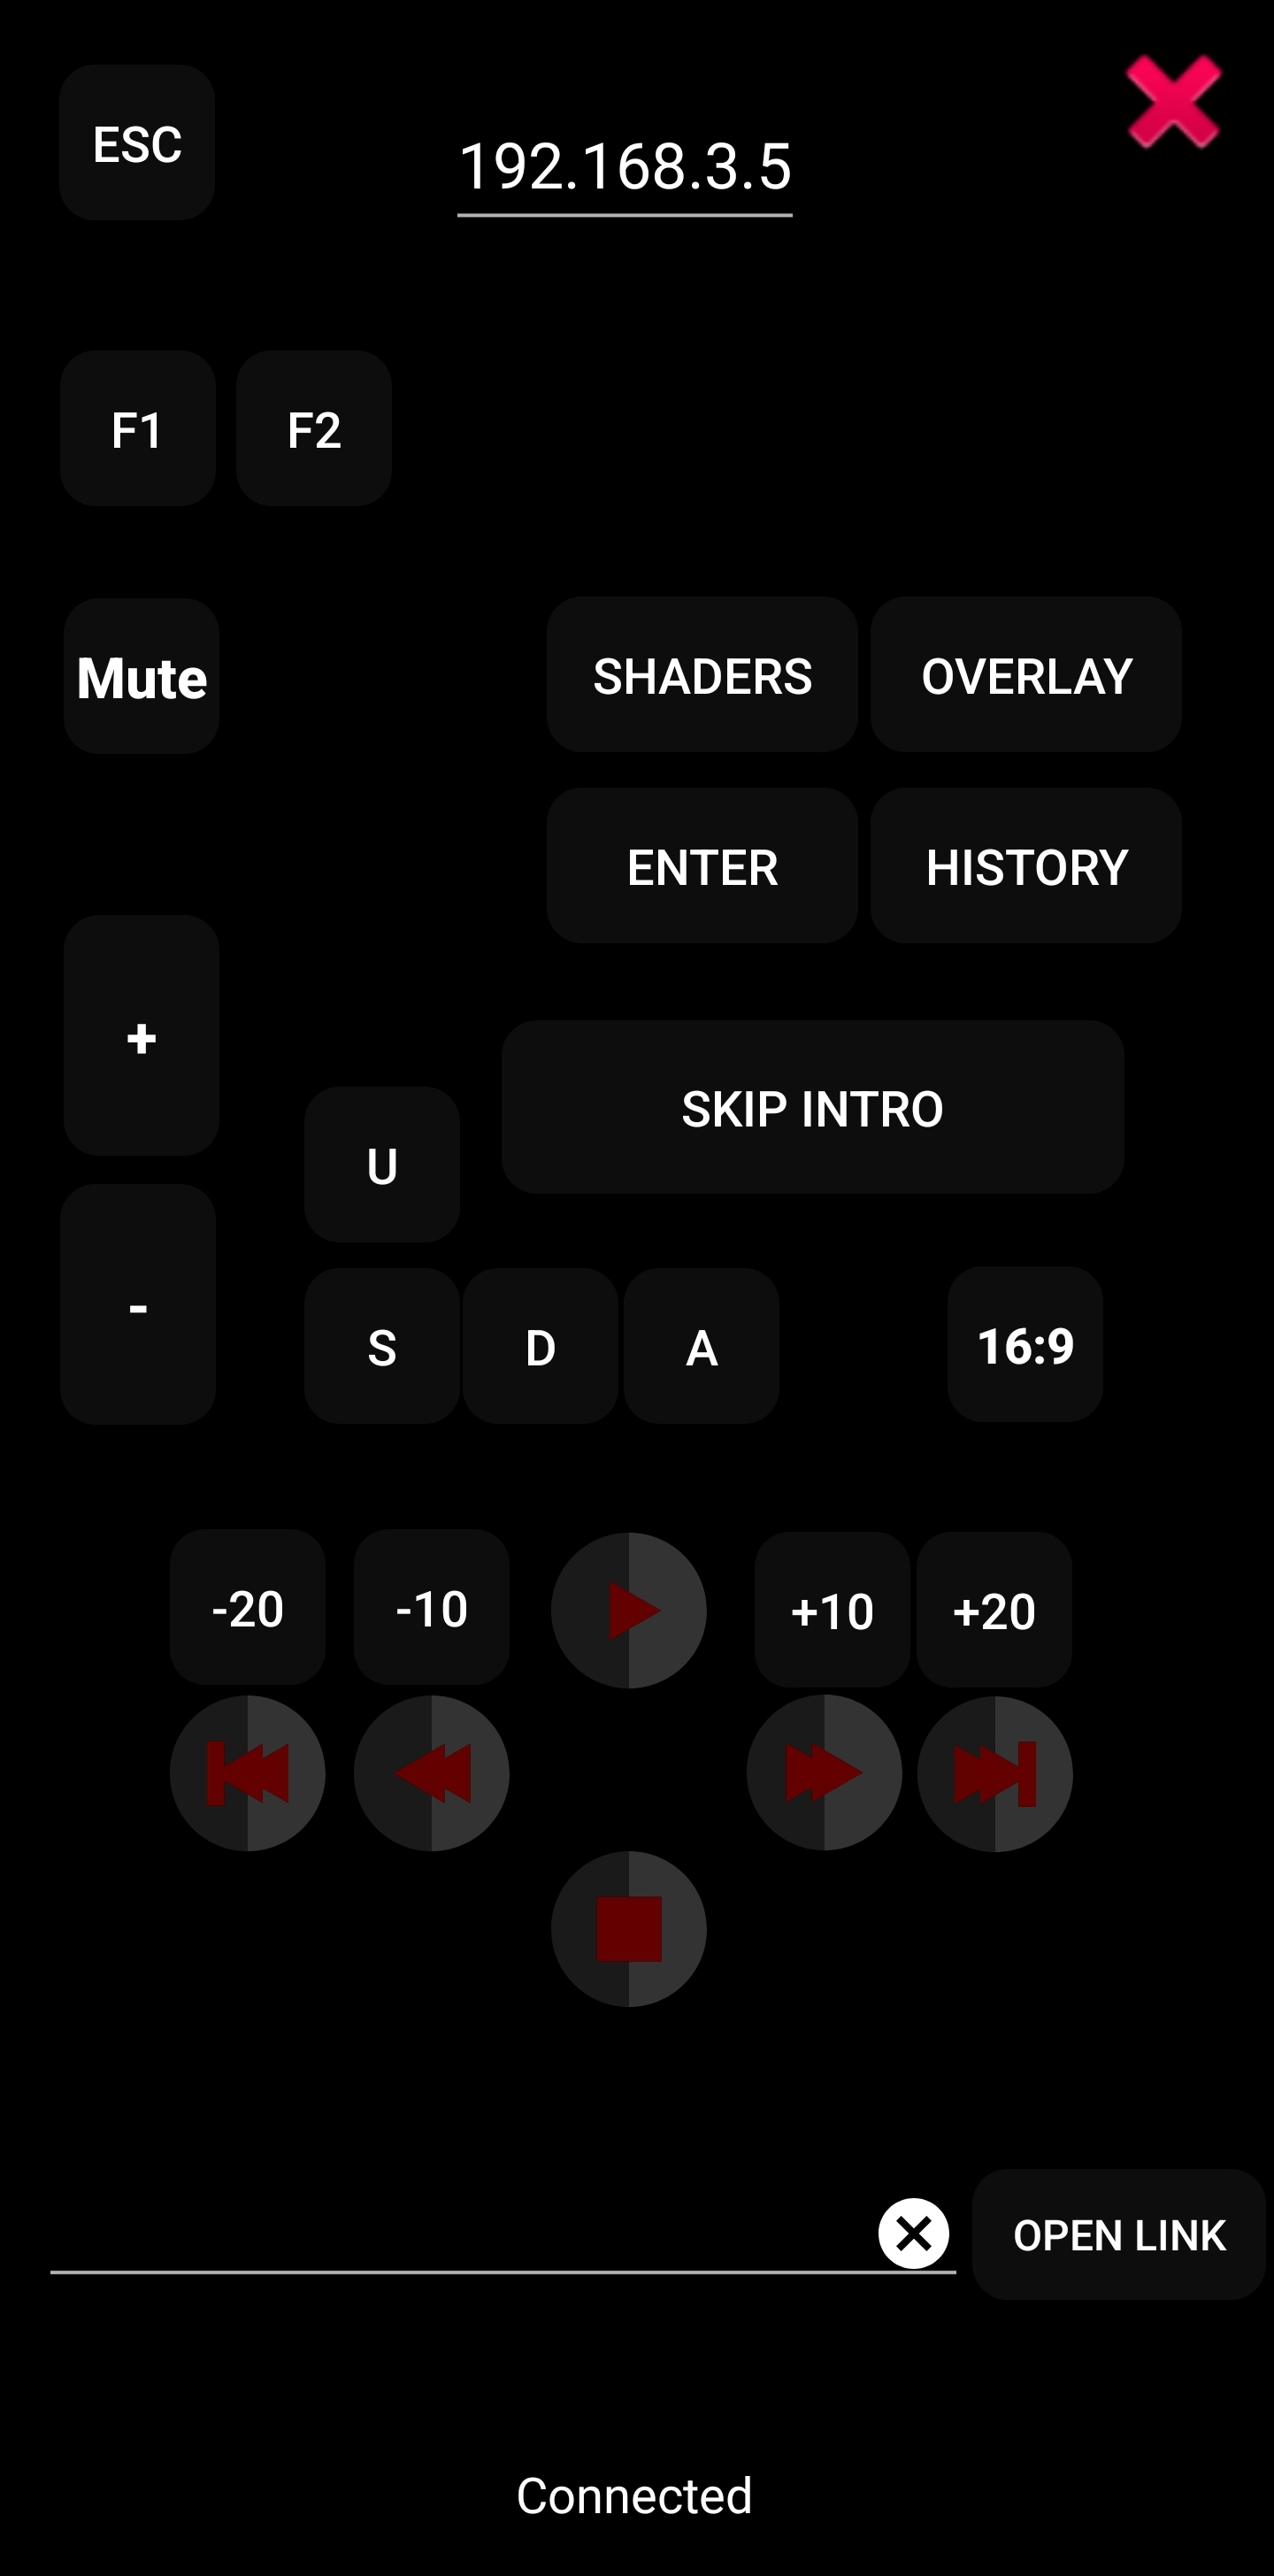 ESC
192.168.3.5
F1 F2
Mute SHADERS OVERLAY
ENTER HISTORY
+
SKIP INTRO
U
-
S D A 16:9
-20 -10 +10 +20
OPEN LINK
Connected